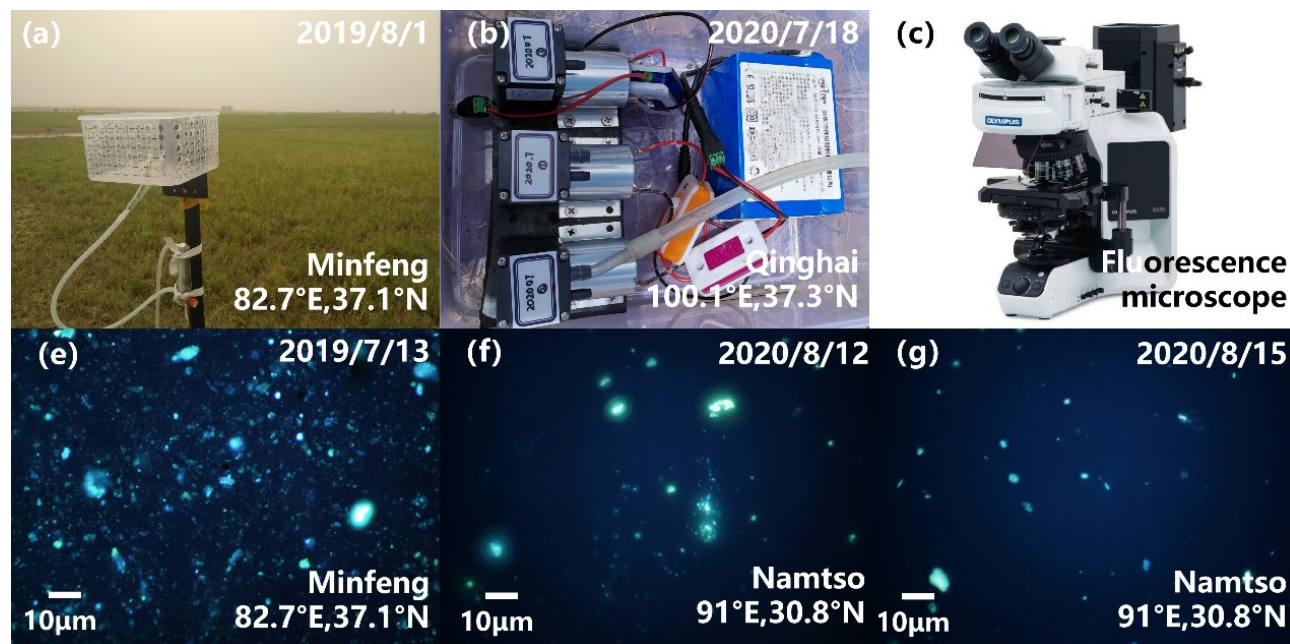 (a)
2019/8/1
Minfeng
82.7°E,37.1°N
(b)
2020/7/18
2020.7
Qinghai
100.1°E,37.3°N
(c)
OLYMPUS
Fluorescence
microscope
(e)
2019/7/13
10μm
Minfeng
82.7°E,37.1°N
(f)
2020/8/12
10μm
Namtso
91°E,30.8°N
(g)
2020/8/15
10μm
Namtso
91°E,30.8°N